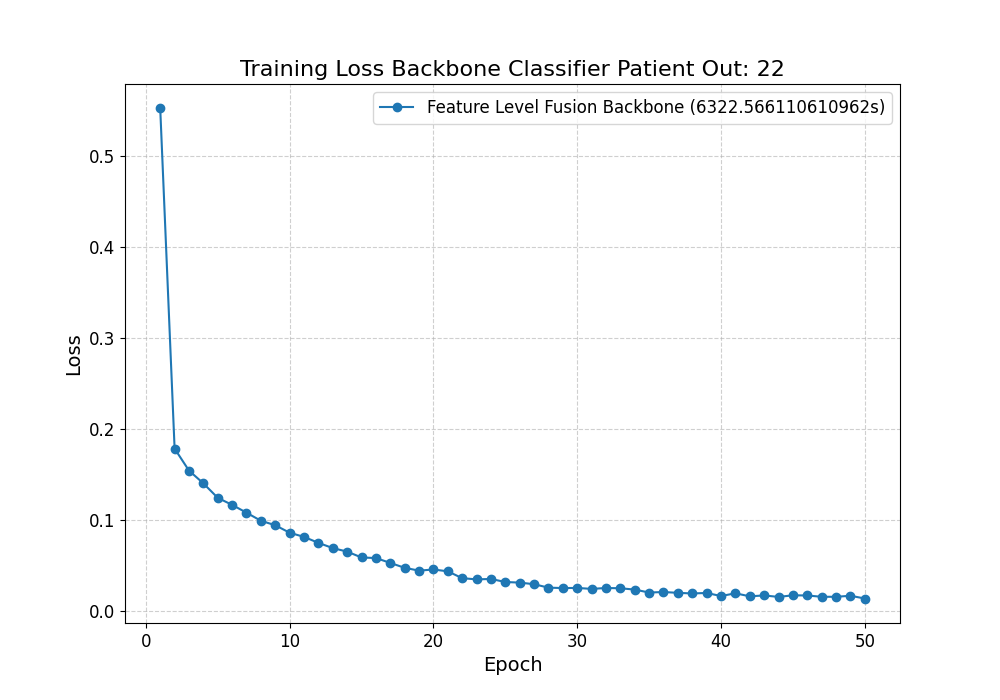 Training Loss Backbone Classifier Patient Out: 22
Feature Level Fusion Backbone (6322.566110610962s)
0.5
0.4
0.3
0.2
0.1
0.0
Loss
0 10 20 30 40 50
Epoch